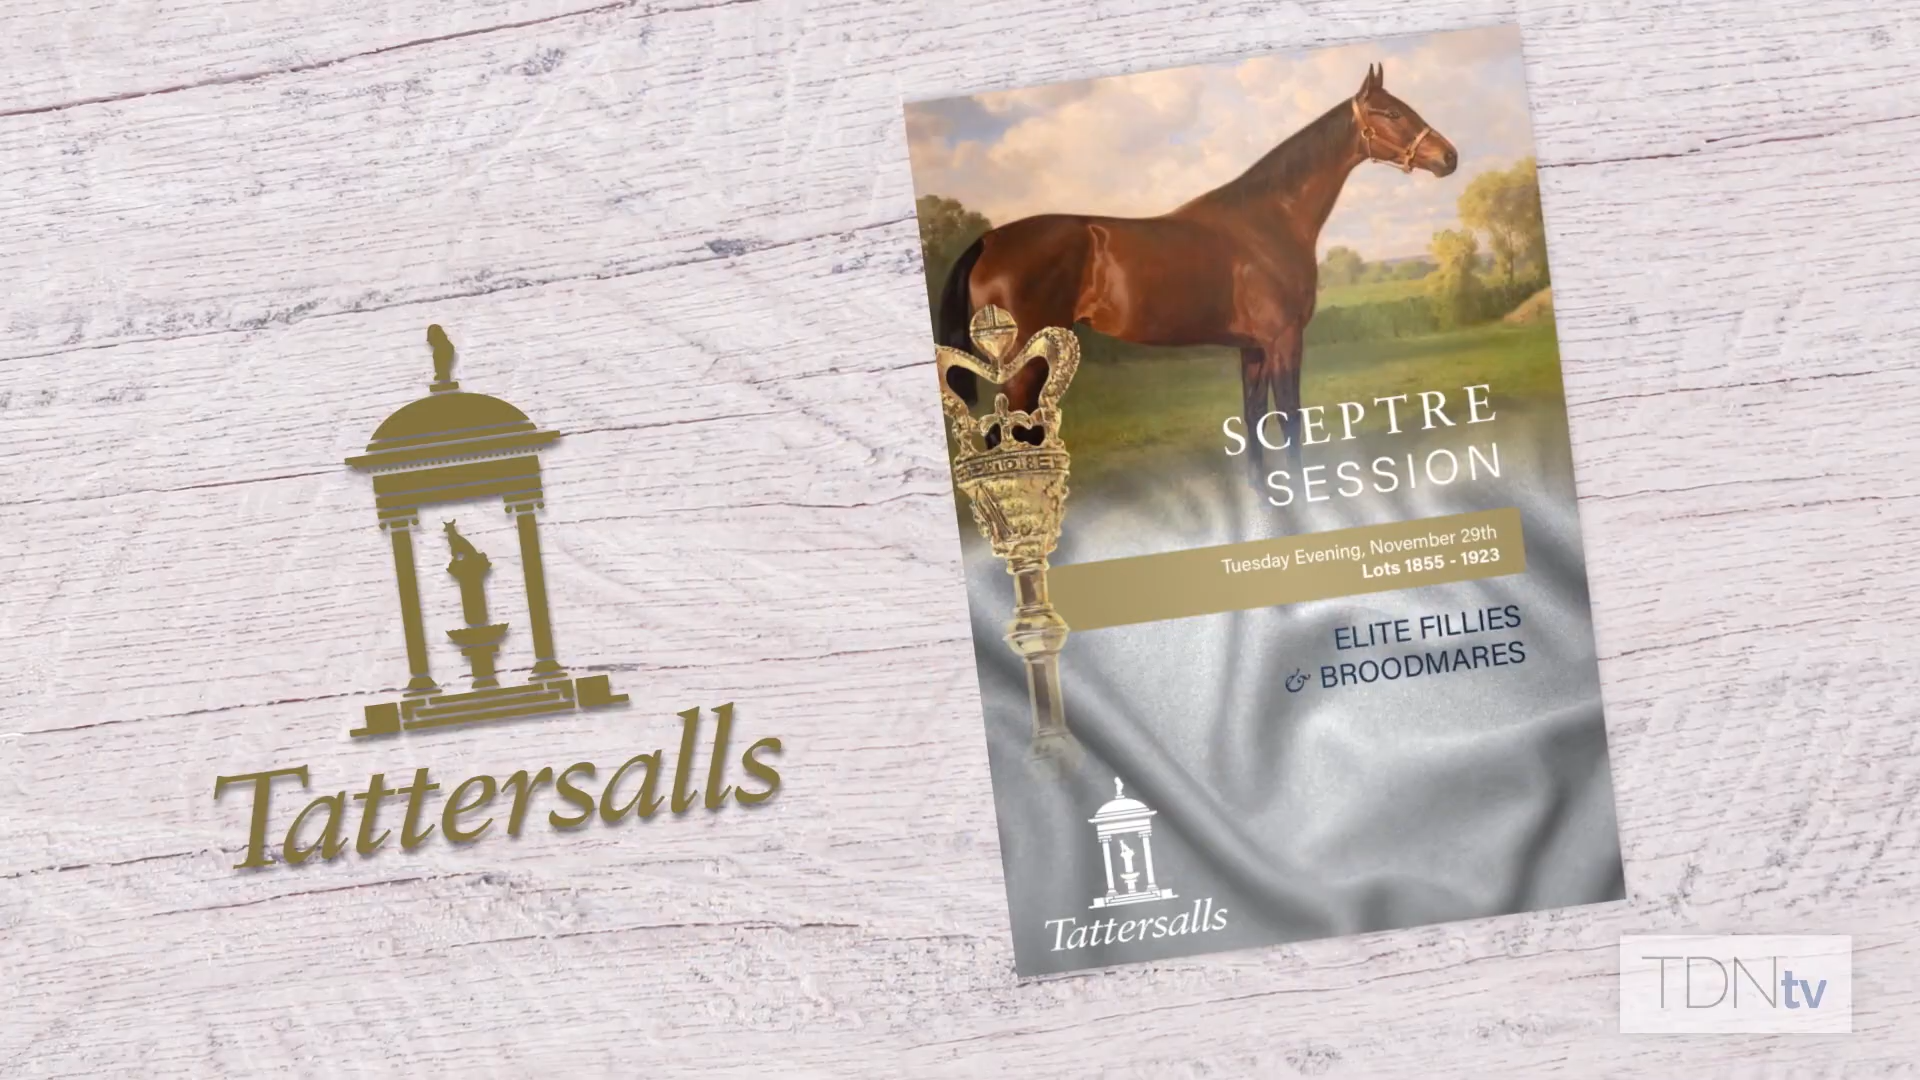 Tattersalls
SCEPTRE
SESSION
Tuesday Evening, November 29th
Lots 1855 - 1923
ELITE FILLIES
& BROODMARES
Tattersalls
TDNtv